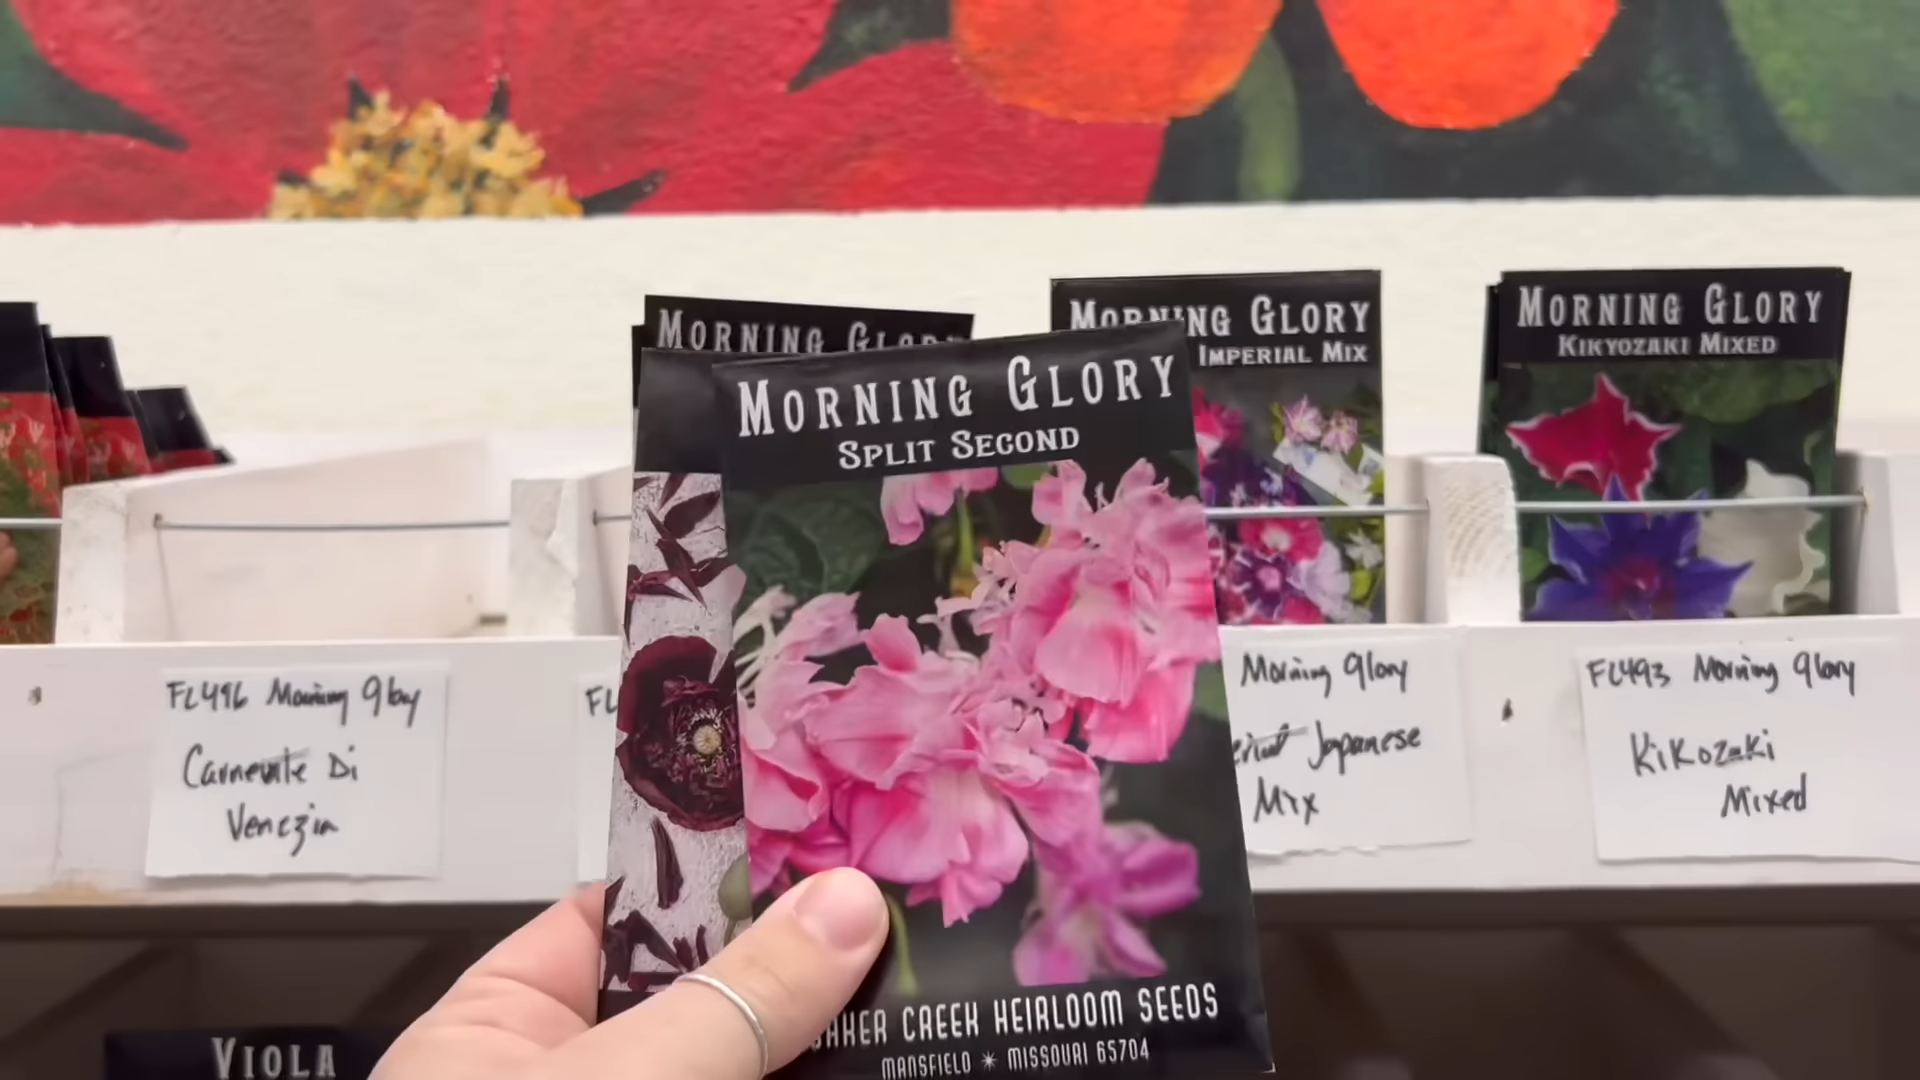 MORNING GLORY
MORNING GLORY
IMPERIAL MIX
MORNING GLORY
KIKYOZAKI MIXED
MORNING GLORY
SPLIT SECOND
FL496 Morning Glory
Carnevale Di
Venezia
FL
Morning Glory
Japanese
Mix
FL493 Morning Glory
KiKozaki
Mixed
CREEK HEIRLOOM SEEDS
MANSFIELD * MISSOURI 65704
VIOLA